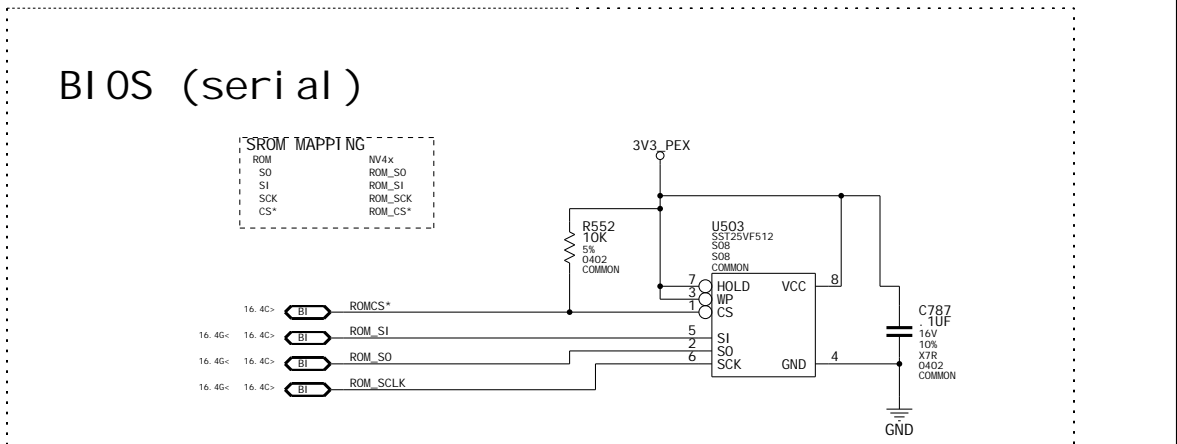 BIOS (serial)
SROM MAPPING
ROM NV4x
SO ROM_SO
SI ROM_SI
SCK ROM_SCK
CS* ROM_CS*
3V3_PEX
R552
10K
5%
0402
COMMON
U503
SST25VF512
SO8
SO8
COMMON
7 HOLD VCC 8
3 WP
1 CS
5 SI
2 SO
6 SCK GND 4
C787
.1UF
16V
10%
X7R
0402
COMMON
GND
16.4C> BI ROMCS*
16.4G< 16.4C> BI ROM_SI
16.4G< 16.4C> BI ROM_SO
16.4G< 16.4C> BI ROM_SCLK